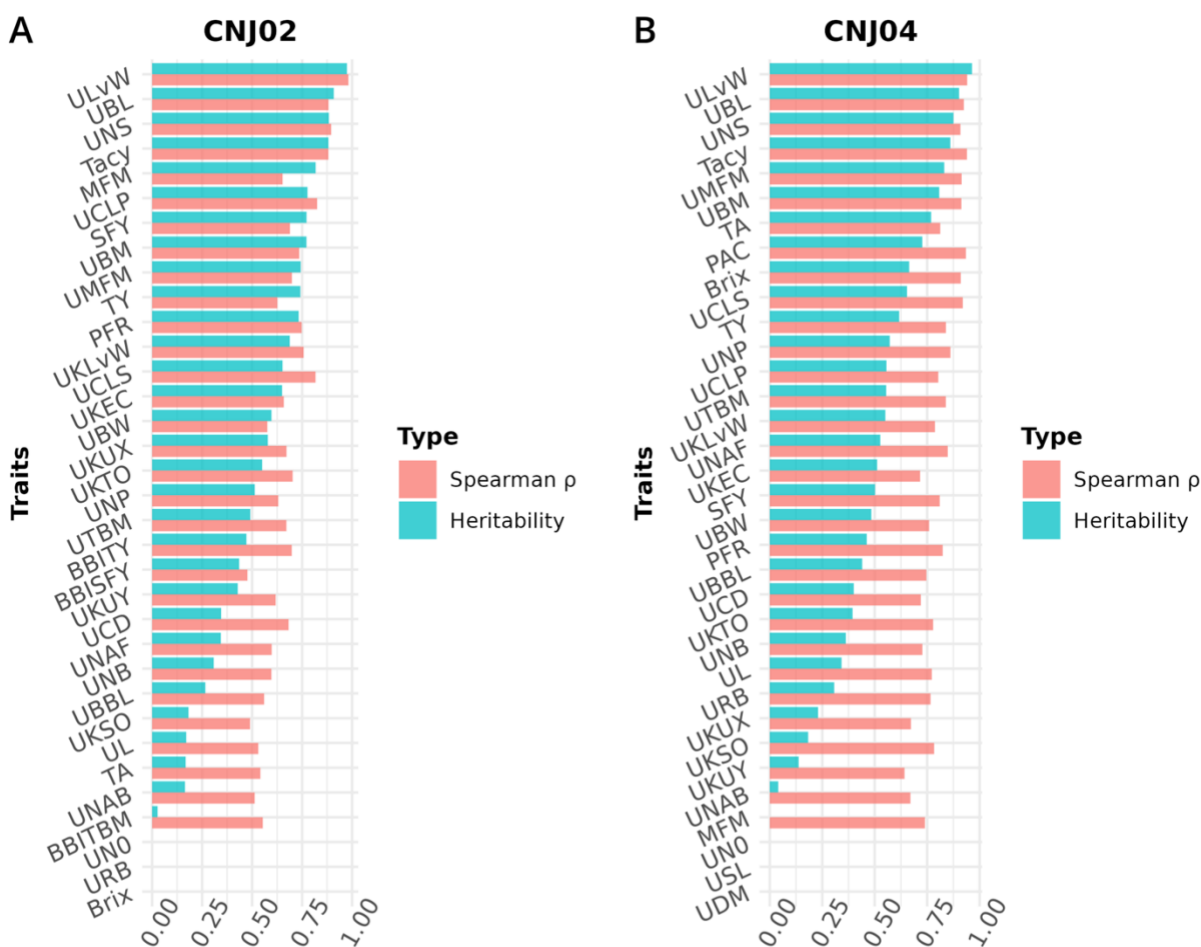 A
CNJ02
ULvW
UBL
UNS
Tacy
MFM
UCLP
SFY
UBM
UMFM
TY
PFR
UKLvW
UCLS
UKEC
UBW
UKUX
UKTO
UNP
UTBM
BBITY
BBISFY
UKUY
UCD
UNAF
UNB
UBBL
UKSO
UL
TA
UNAB
BBITBM
UN0
URB
Brix
Traits
0.00
0.25
0.50
0.75
1.00
Type
Spearman ρ
Heritability
B
CNJ04
ULvW
UBL
UNS
Tacy
UMFM
UBM
TA
PAC
Brix
UCLS
TY
UNP
UCLP
UTBM
UKLvW
UNAF
UKEC
SFY
UBW
PFR
UBBL
UCD
UKTO
UNB
UL
URB
UKUX
UKSO
UKUY
UNAB
MFM
UN0
USL
UDM
Traits
0.00
0.25
0.50
0.75
1.00
Type
Spearman ρ
Heritability